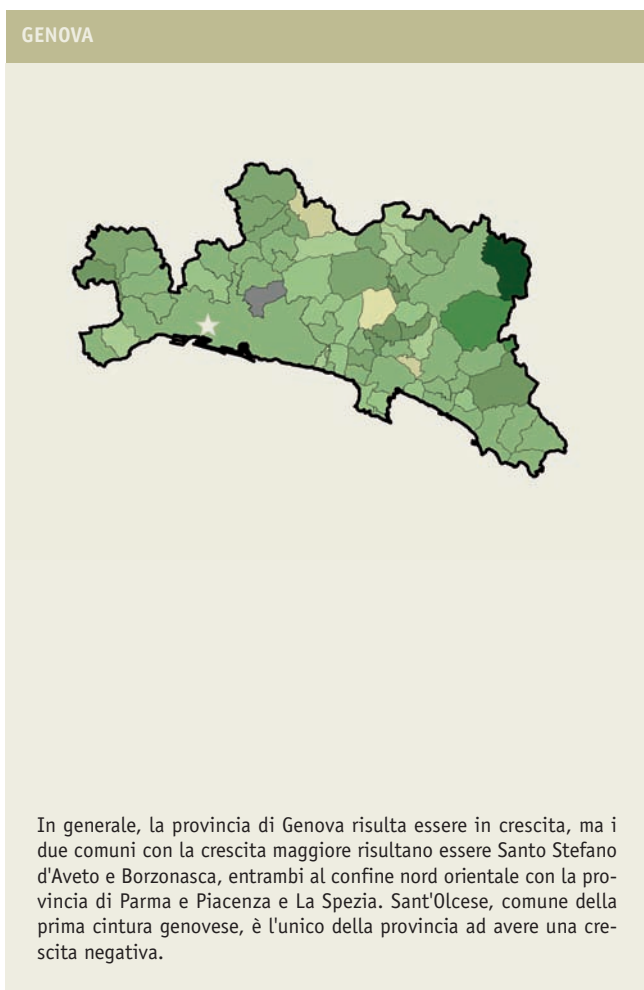 GENOVA
In generale, la provincia di Genova risulta essere in crescita, ma i
due comuni con la crescita maggiore risultano essere Santo Stefano
d'Aveto e Borzonasca, entrambi al confine nord orientale con la pro-
vincia di Parma e Piacenza e La Spezia. Sant'Olcese, comune della
prima cintura genovese, è l'unico della provincia ad avere una cre-
scita negativa.